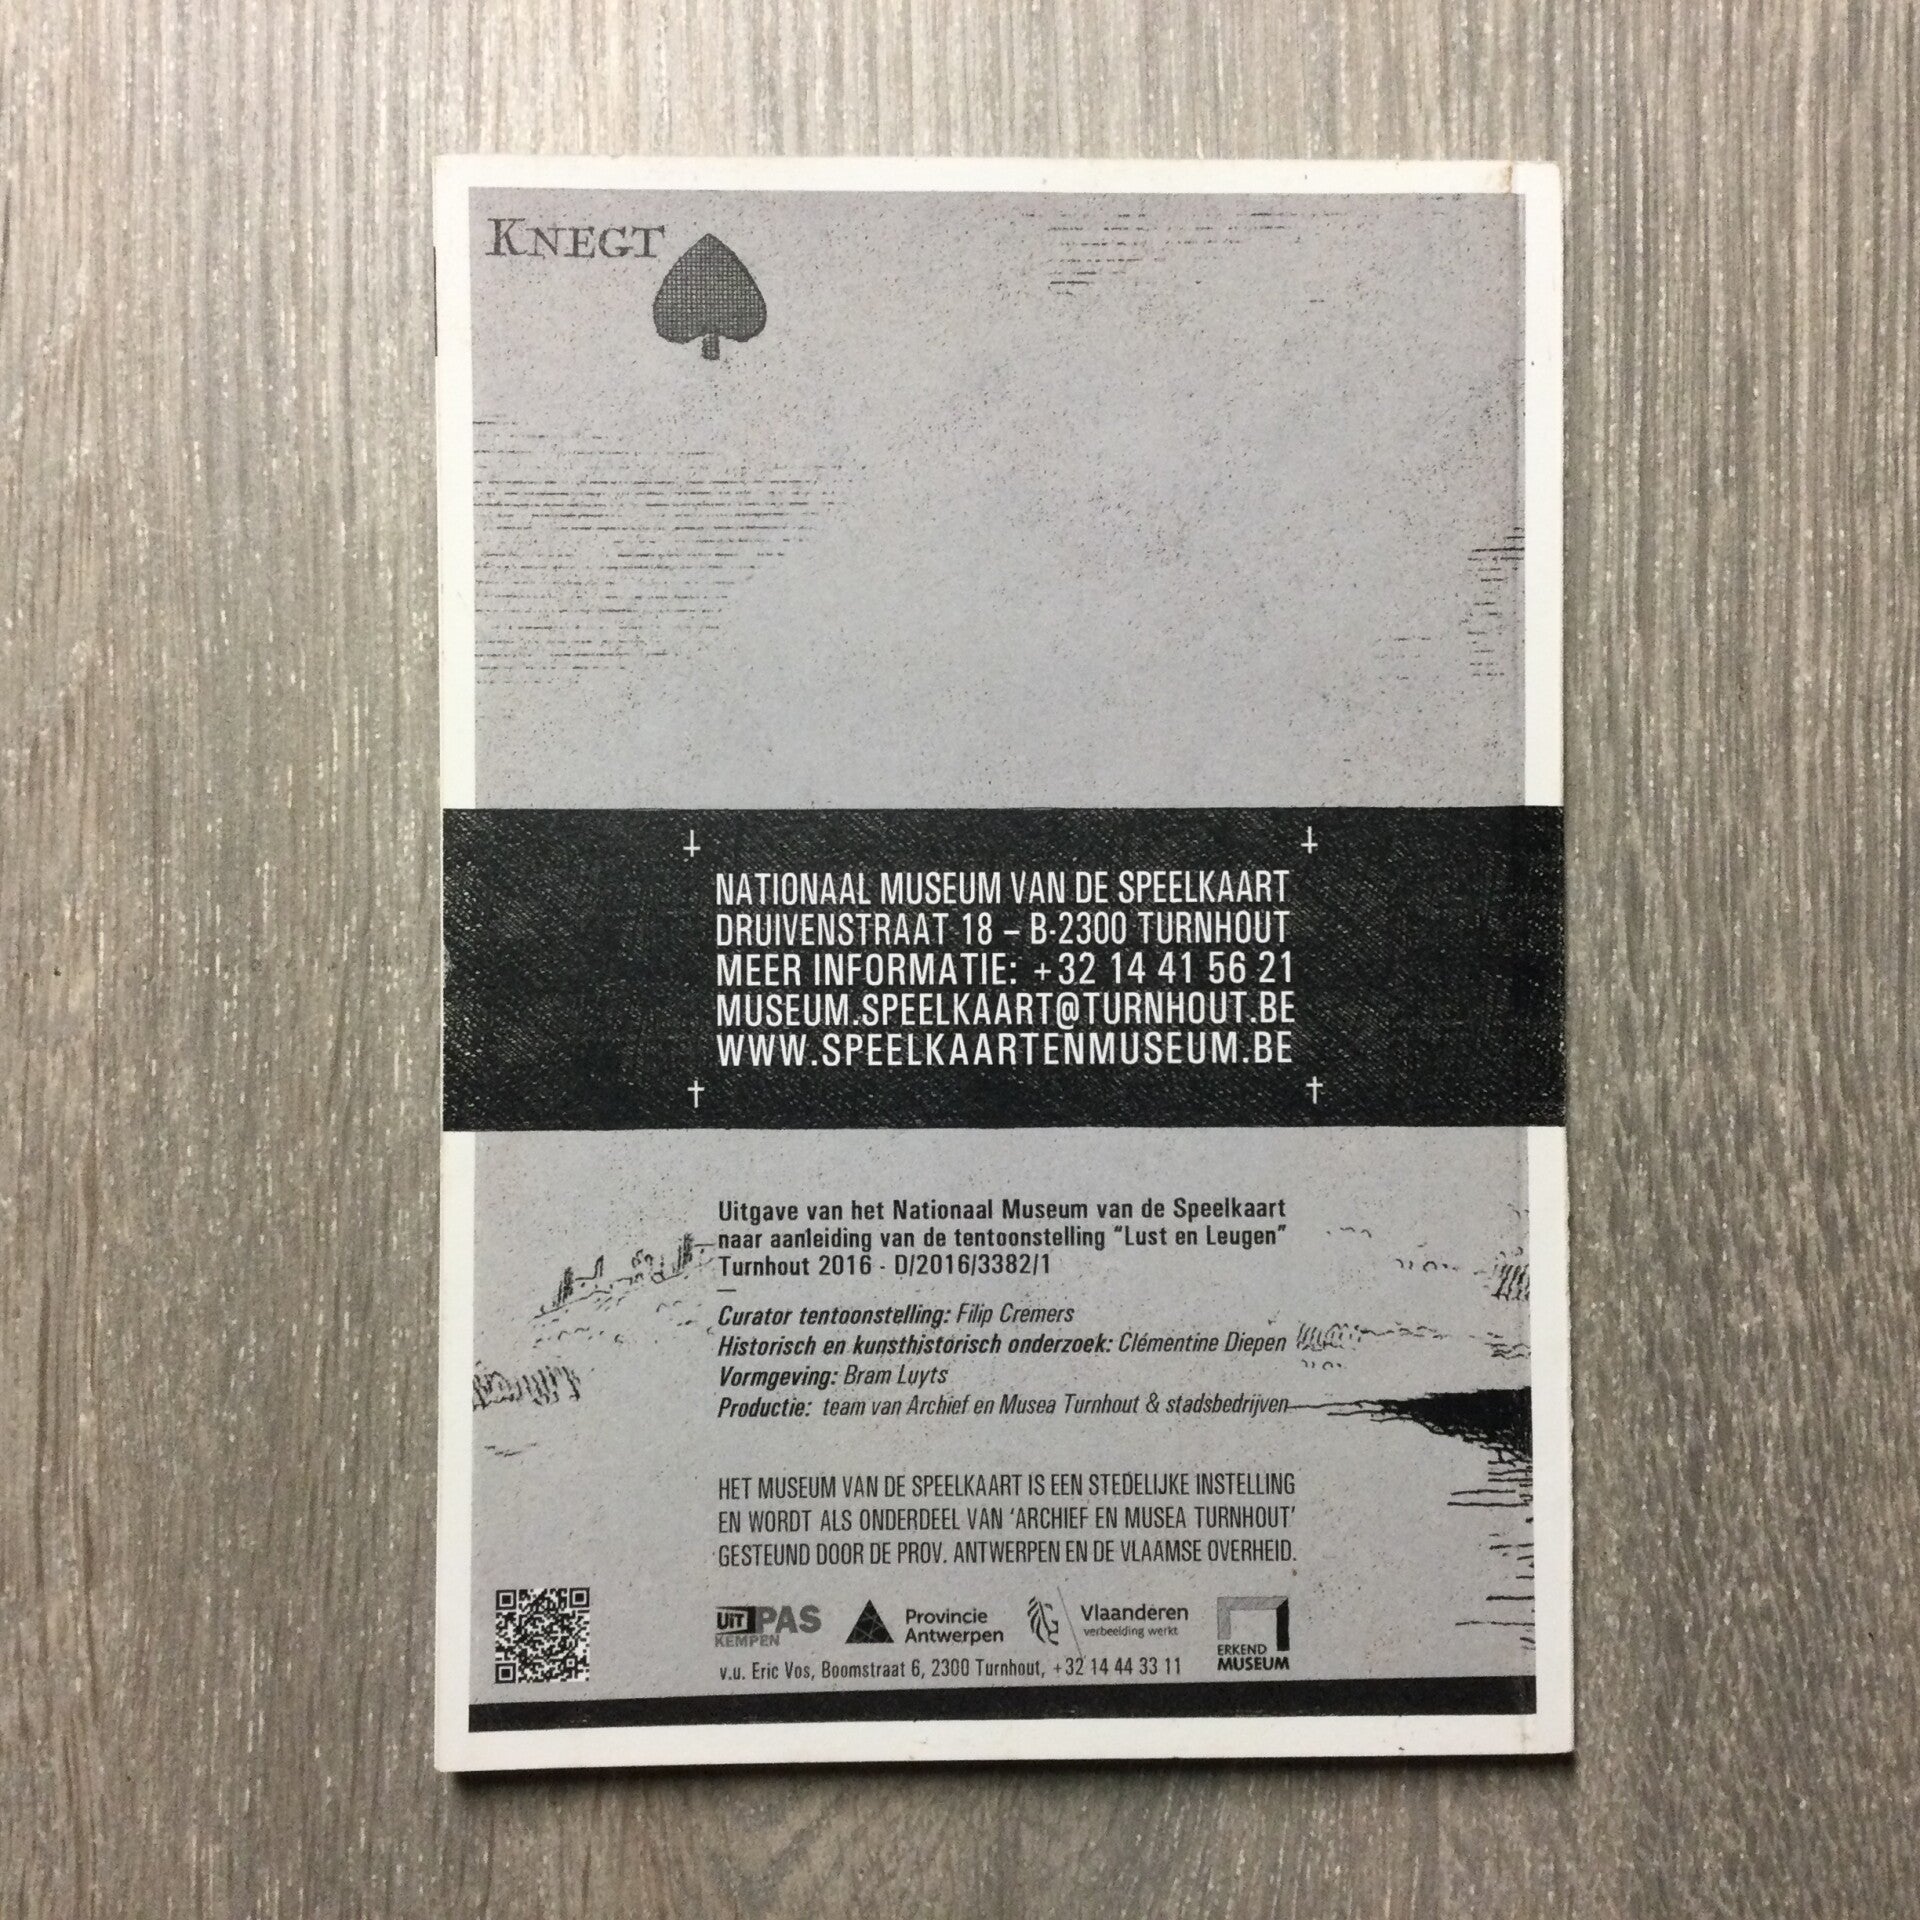 KNEGT
NATIONAAL MUSEUM VAN DE SPEELKAART
DRUIVENSTRAAT 18 – B-2300 TURNHOUT
MEER INFORMATIE: +32 14 41 56 21
MUSEUM.SPEELKAART@TURNHOUT.BE
WWW.SPEELKAARTENMUSEUM.BE
Uitgave van het Nationaal Museum van de Speelkaart
naar aanleiding van de tentoonstelling “Lust en Leugen”
Turnhout 2016 - D/2016/3382/1
Curator tentoonstelling: Filip Cremers
Historisch en kunsthistorisch onderzoek: Clémentine Diepen
Vormgeving: Bram Luyts
Productie: team van Archief en Musea Turnhout & stadsbedrijven
HET MUSEUM VAN DE SPEELKAART IS EEN STEDELIJKE INSTELLING
EN WORDT ALS ONDERDEEL VAN ‘ARCHIEF EN MUSEA TURNHOUT’
GESTEUND DOOR DE PROV. ANTWERPEN EN DE VLAAMSE OVERHEID.
UiT PAS
KEMPEN
Provincie
Antwerpen
Vlaanderen
verbeelding werkt
ERKEND
MUSEUM
v.u. Eric Vos, Boomstraat 6, 2300 Turnhout, +32 14 44 33 11